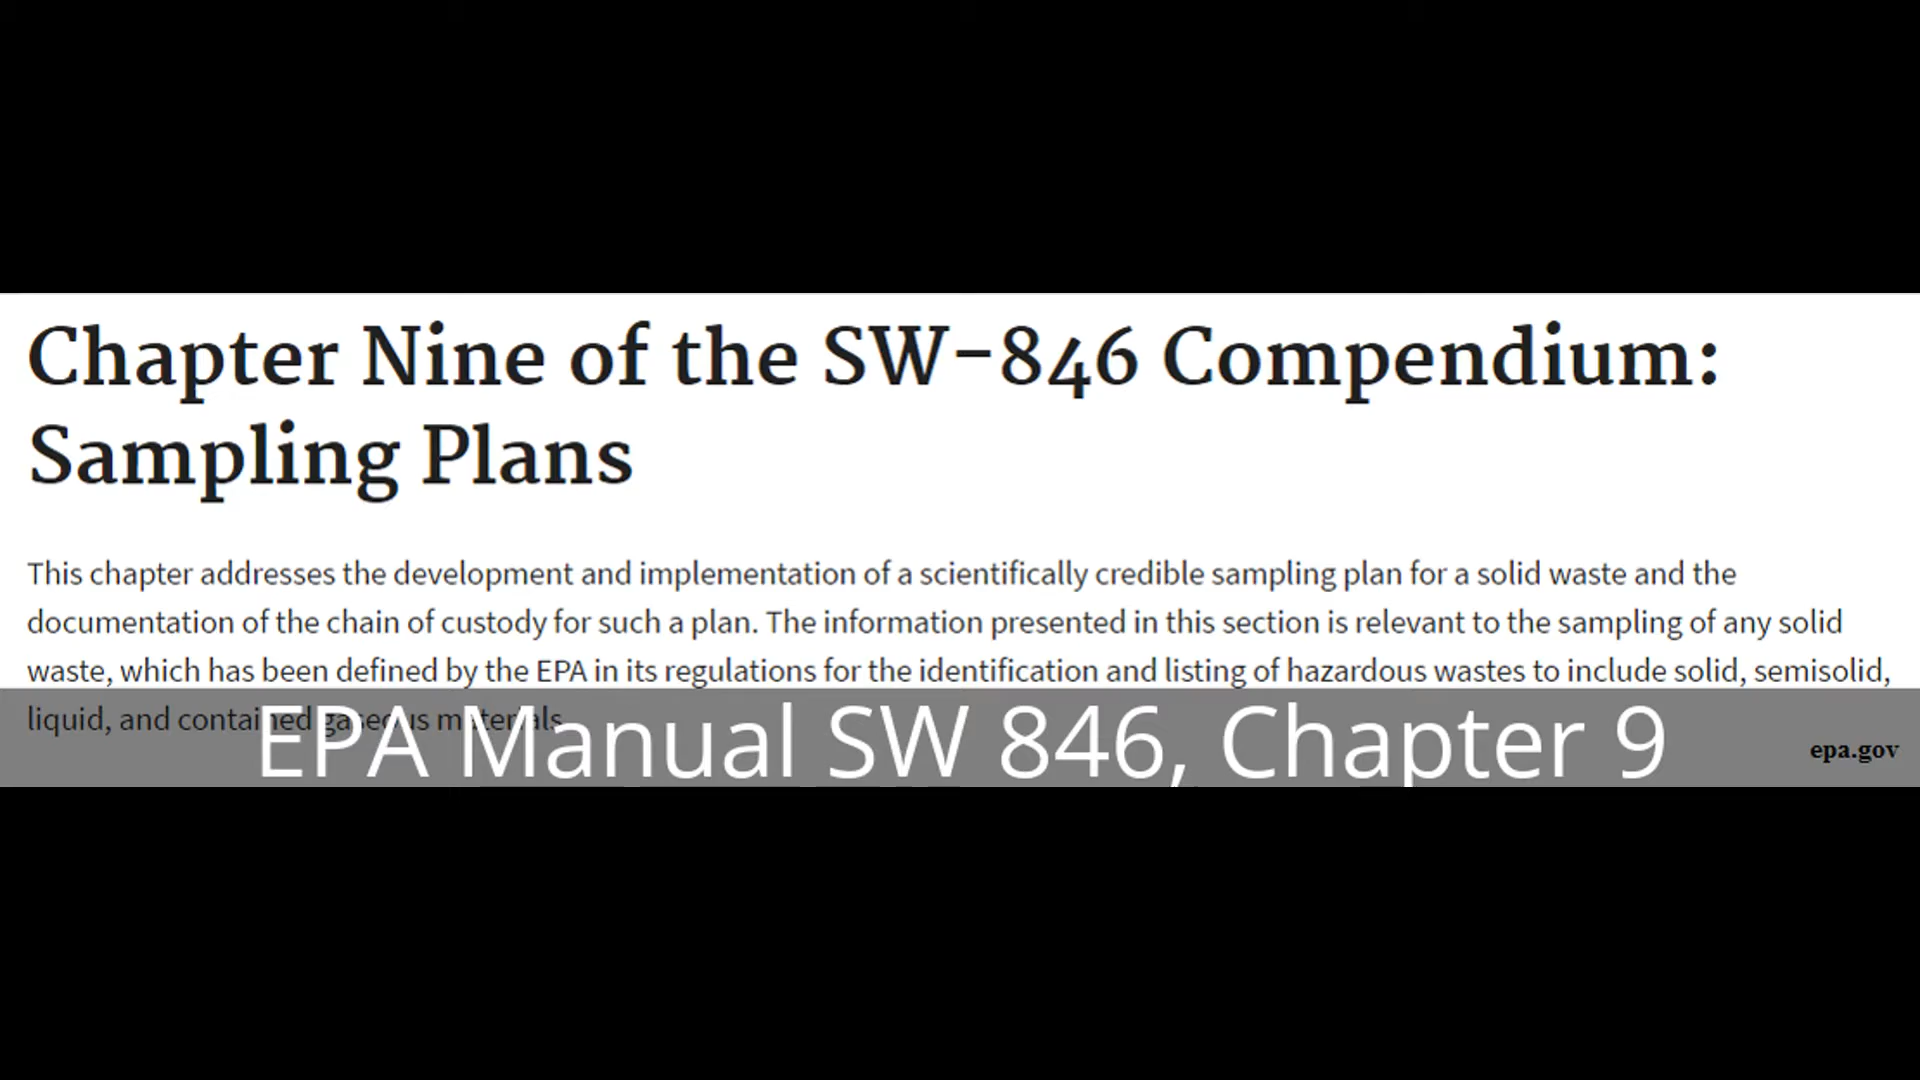 Chapter Nine of the SW-846 Compendium:
Sampling Plans
This chapter addresses the development and implementation of a scientifically credible sampling plan for a solid waste and the
documentation of the chain of custody for such a plan. The information presented in this section is relevant to the sampling of any solid
waste, which has been defined by the EPA in its regulations for the identification and listing of hazardous wastes to include solid, semisolid,
liquid, and contained gaseous materials.
EPA Manual SW 846, Chapter 9
epa.gov